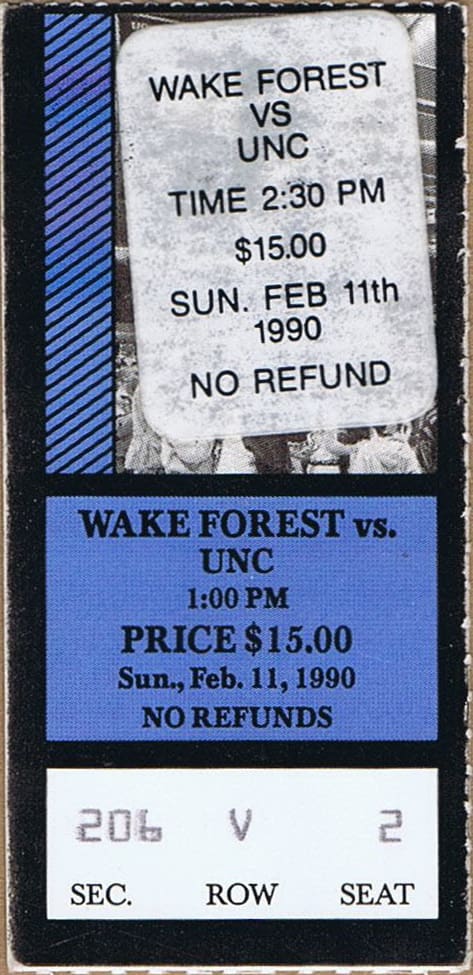 WAKE FOREST
VS
UNC
TIME 2:30 PM
$15.00
SUN. FEB 11th
1990
NO REFUND
WAKE FOREST vs.
UNC
1:00 PM
PRICE $15.00
Sun., Feb. 11, 1990
NO REFUNDS
206 V 2
SEC. ROW SEAT